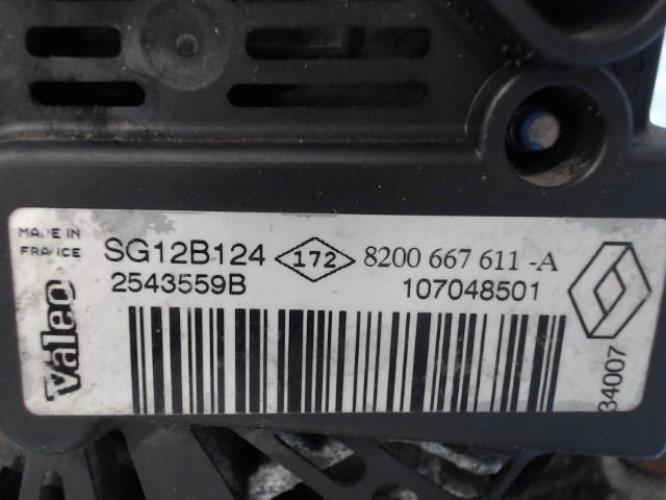 MADE IN
FRANCE
SG12B124 172 8200 667 611 -A
2543559B 107048501
Valeo
34007